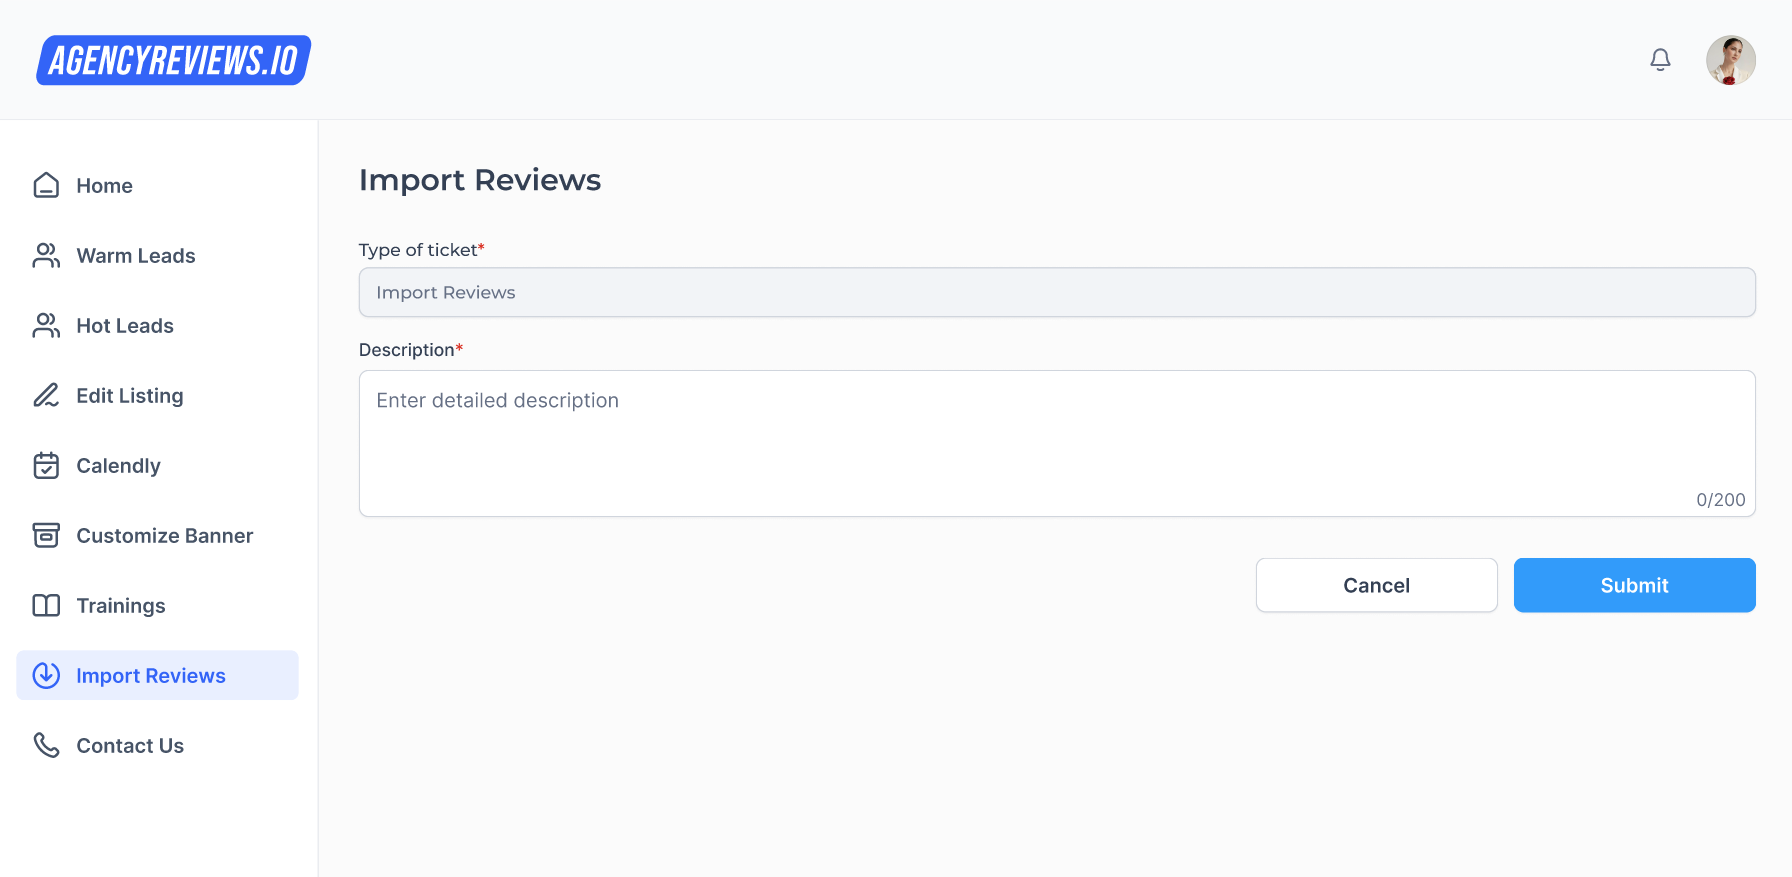 AGENCYREVIEWS.IO
Home
Warm Leads
Hot Leads
Edit Listing
Calendly
Customize Banner
Trainings
Import Reviews
Contact Us
Import Reviews
Type of ticket*
Import Reviews
Description*
Enter detailed description
0/200
Cancel
Submit